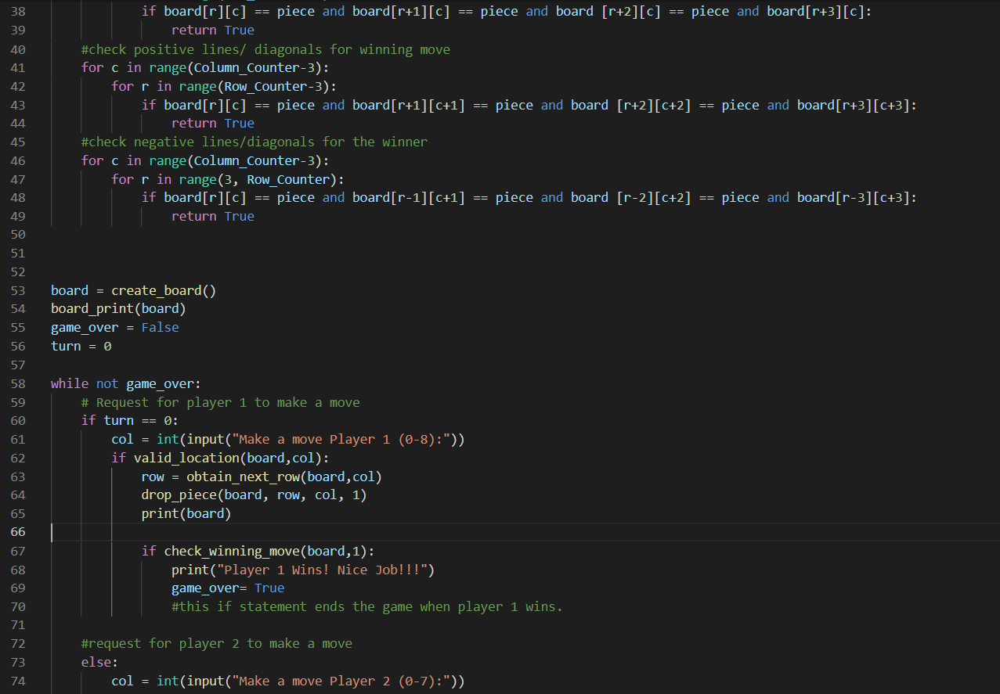 38 if board[r][c] == piece and board[r+1][c] == piece and board [r+2][c] == piece and board[r+3][c]:
39 return True
40 #check positive lines/ diagonals for winning move
41 for c in range(Column_Counter-3):
42 for r in range(Row_Counter-3):
43 if board[r][c] == piece and board[r+1][c+1] == piece and board [r+2][c+2] == piece and board[r+3][c+3]:
44 return True
45 #check negative lines/diagonals for the winner
46 for c in range(Column_Counter-3):
47 for r in range(3, Row_Counter):
48 if board[r][c] == piece and board[r-1][c+1] == piece and board [r-2][c+2] == piece and board[r-3][c+3]:
49 return True
50
51
52
53 board = create_board()
54 board_print(board)
55 game_over = False
56 turn = 0
57
58 while not game_over:
59 # Request for player 1 to make a move
60 if turn == 0:
61 col = int(input("Make a move Player 1 (0-8):"))
62 if valid_location(board,col):
63 row = obtain_next_row(board,col)
64 drop_piece(board, row, col, 1)
65 print(board)
66
67 if check_winning_move(board,1):
68 print("Player 1 Wins! Nice Job!!!")
69 game_over= True
70 #this if statement ends the game when player 1 wins.
71
72 #request for player 2 to make a move
73 else:
74 col = int(input("Make a move Player 2 (0-7):"))